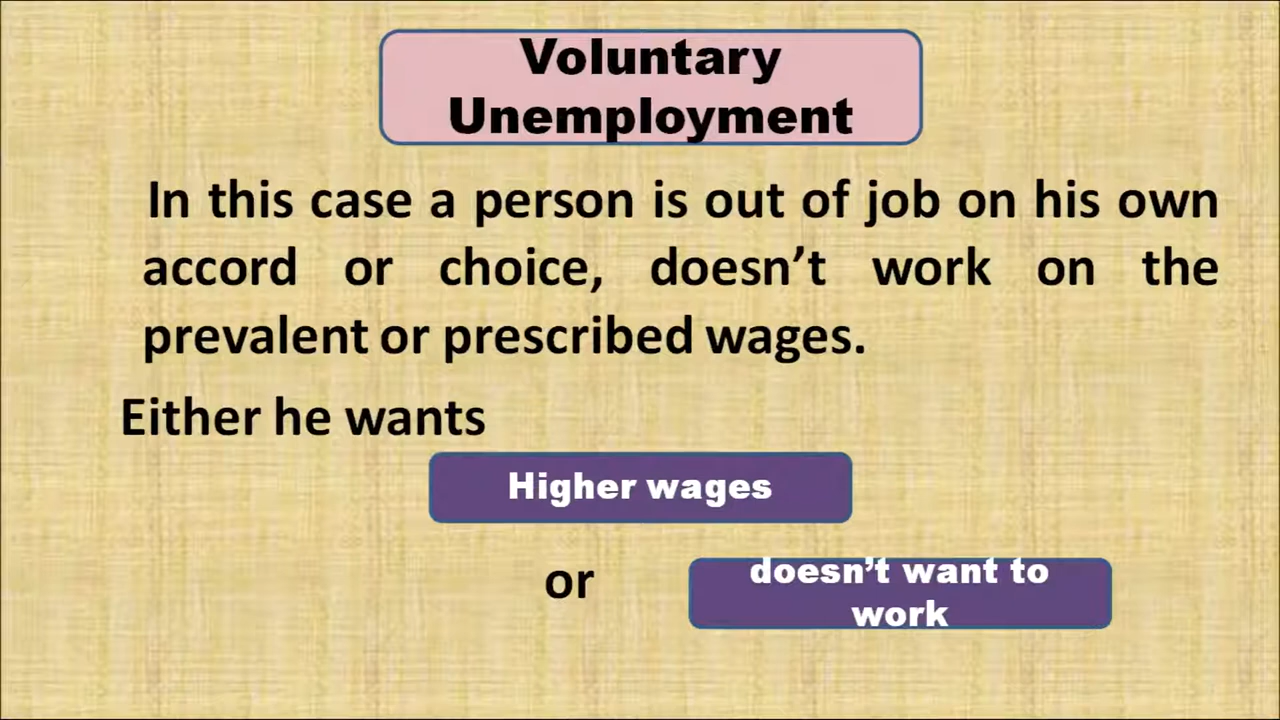 Voluntary
Unemployment
In this case a person is out of job on his own
accord or choice, doesn’t work on the
prevalent or prescribed wages.
Either he wants
Higher wages
or
doesn’t want to
work